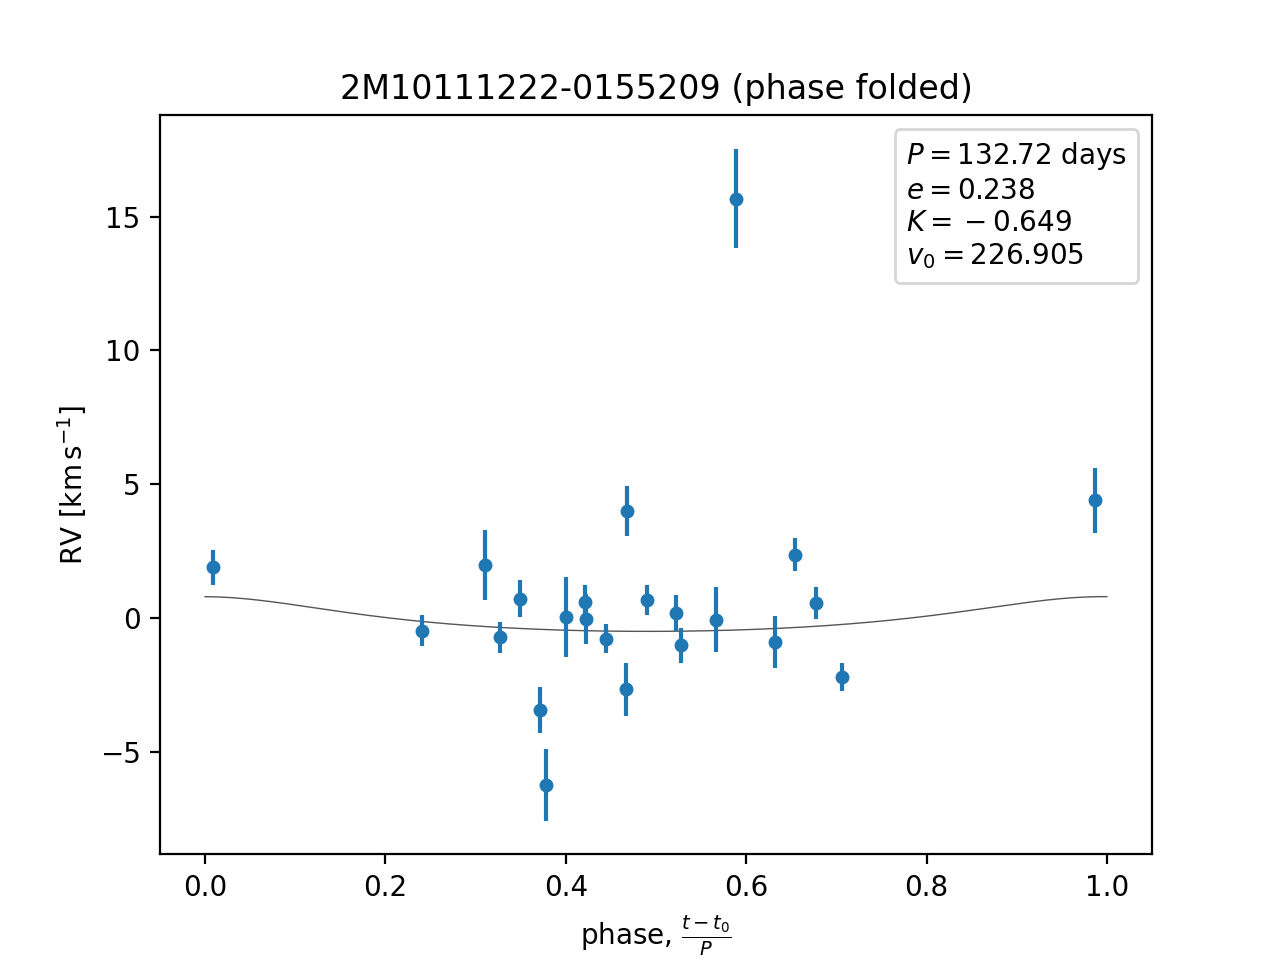 2M10111222-0155209 (phase folded)
P = 132.72 days
e = 0.238
K = −0.649
v₀ = 226.905
RV [km s⁻¹]
15
10
5
0
−5
0.0 0.2 0.4 0.6 0.8 1.0
phase, (t − t₀)/P